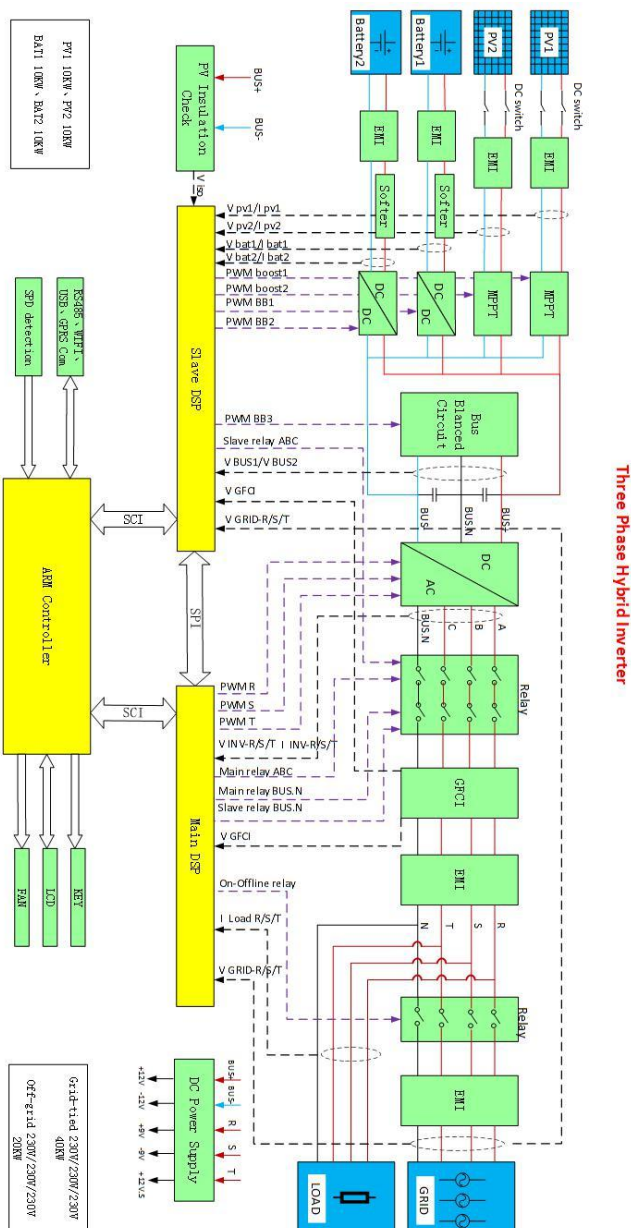 Three Phase Hybrid Inverter
PV1 10KW、PV2 10KW
BAT1 10KW、BAT2 10KW
Battery2
Battery1
PV2
PV1
DC switch
DC switch
EMI
EMI
EMI
EMI
Softer
Softer
DC
DC
DC
DC
MPPT
MPPT
PV Insulation
Check
BUS+
BUS-
V iso
Slave DSP
V pv1/I pv1
V pv2/I pv2
V bat1/I bat1
V bat2/I bat2
PWM boost1
PWM boost2
PWM BB1
PWM BB2
PWM BB3
Slave relay ABC
V BUS1/V BUS2
V GFCI
V GRID-R/S/T
Bus
Blanced
Circuit
BUS-
BUS.N
BUS+
DC
AC
BUS.N
C
B
A
Relay
GFCI
EMI
N
T
S
R
Relay
EMI
LOAD
GRID
SPD detection
RS485、WIFI、
USB、GPRS Com
ARM Controller
SCI
SPI
SCI
Main DSP
PWM R
PWM S
PWM T
V INV-R/S/T
I INV-R/S/T
Main relay ABC
Main relay BUS.N
Slave relay BUS.N
V GFCI
On-Offline relay
I Load R/S/T
V GRID-R/S/T
FAN
LCD
KEY
DC Power Supply
BUS+
BUS-
R
S
T
+12V
-12V
+9V
-9V
+12V.S
Grid-tied 230V/230V/230V
40KW
Off-grid 230V/230V/230V
20KW